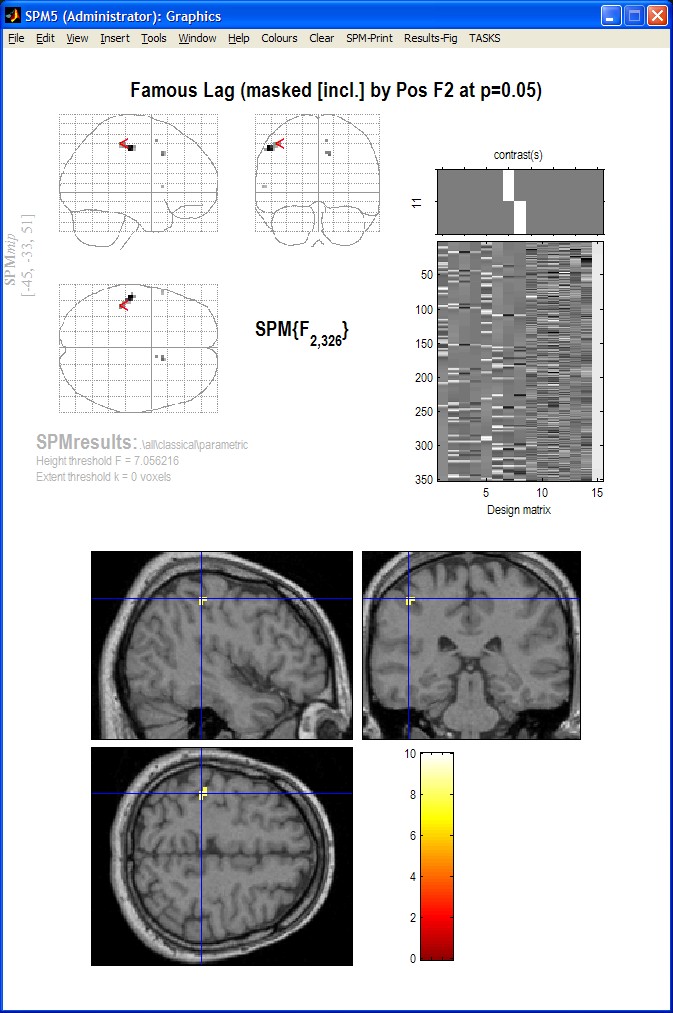 SPM5 (Administrator): Graphics
File Edit View Insert Tools Window Help Colours Clear SPM-Print Results-Fig TASKS
Famous Lag (masked [incl.] by Pos F2 at p=0.05)
SPMmip
[-45, -33, 51]
contrast(s)
11
SPM{F2,326}
50
100
150
200
250
300
350
5 10 15
Design matrix
SPMresults: .\all\classical\parametric
Height threshold F = 7.056216
Extent threshold k = 0 voxels
10
8
6
4
2
0